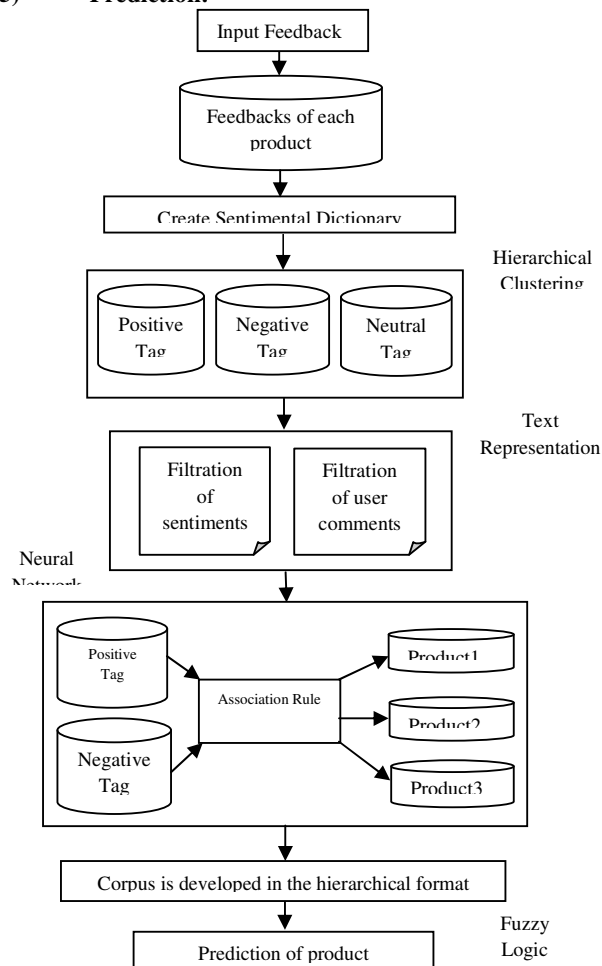 Prediction:
Input Feedback
Feedbacks of each
product
Create Sentimental Dictionary
Hierarchical
Clustering
Positive
Tag
Negative
Tag
Neutral
Tag
Text
Representation
Filtration
of
sentiments
Filtration
of user
comments
Neural
Network
Positive
Tag
Negative
Tag
Association Rule
Product1
Product2
Product3
Corpus is developed in the hierarchical format
Fuzzy
Logic
Prediction of product